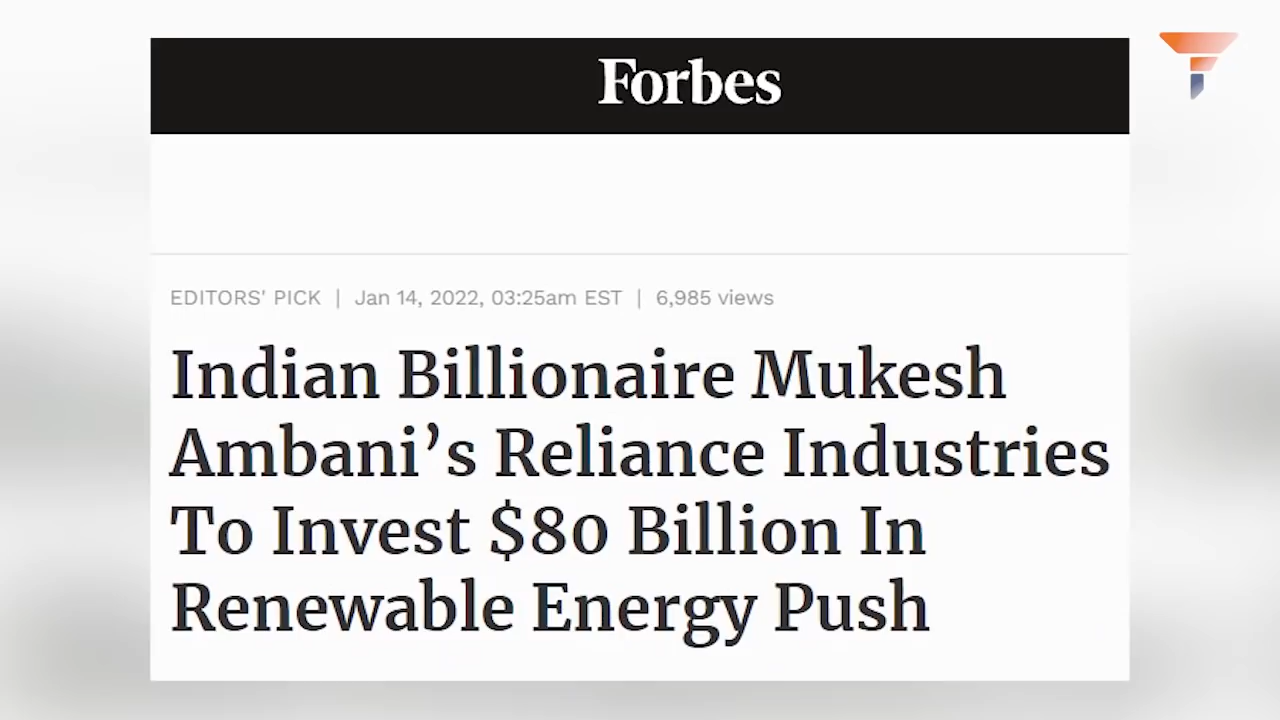 Forbes
EDITORS' PICK | Jan 14, 2022, 03:25am EST | 6,985 views
Indian Billionaire Mukesh
Ambani’s Reliance Industries
To Invest $80 Billion In
Renewable Energy Push